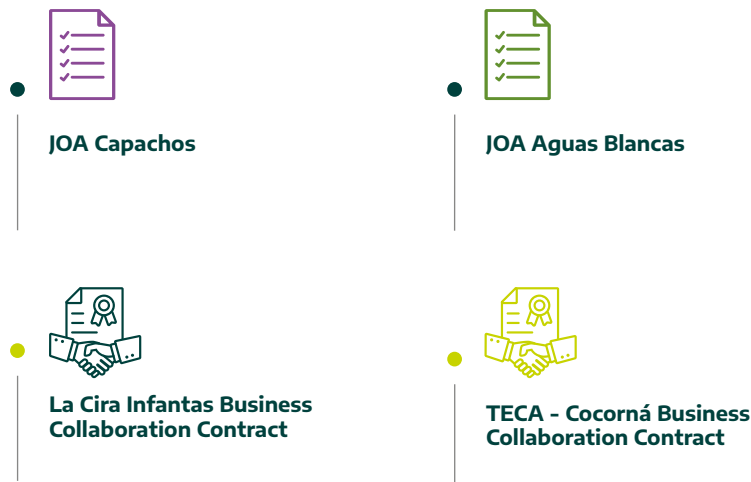 JOA Capachos
JOA Aguas Blancas
La Cira Infantas Business
Collaboration Contract
TECA - Cocorná Business
Collaboration Contract